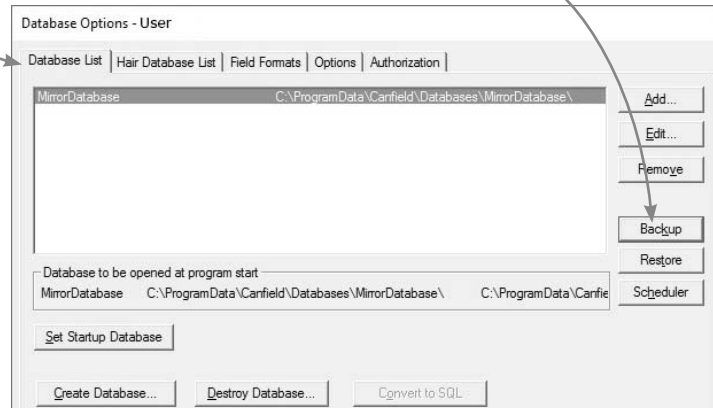 Database Options - User
Database List Hair Database List Field Formats Options Authorization
MirrorDatabase C:\ProgramData\Canfield\Databases\MirrorDatabase\
Add...
Edit...
Remove
Backup
Restore
Scheduler
Database to be opened at program start
MirrorDatabase C:\ProgramData\Canfield\Databases\MirrorDatabase\ C:\ProgramData\Canfie
Set Startup Database
Create Database... Destroy Database... Convert to SQL